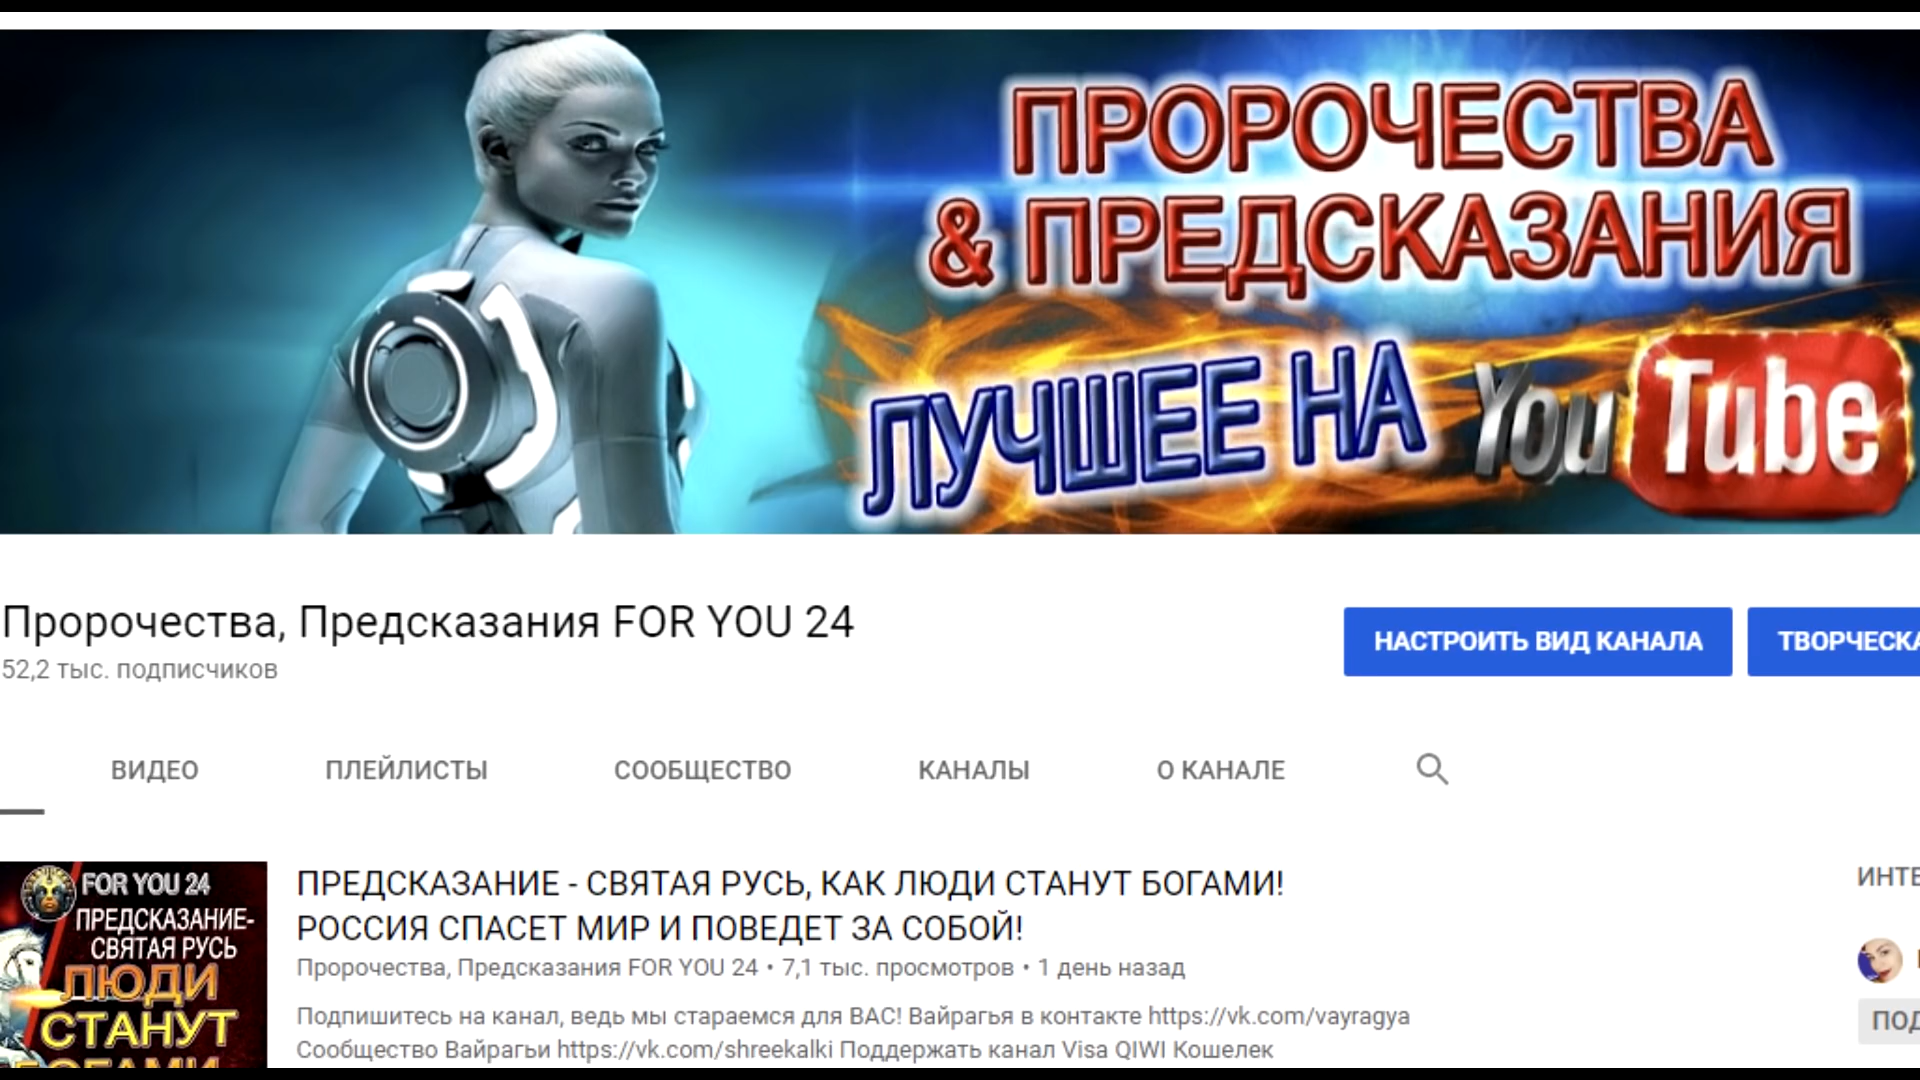 ПРОРОЧЕСТВА
& ПРЕДСКАЗАНИЯ
ЛУЧШЕЕ НА YouTube
Пророчества, Предсказания FOR YOU 24
52,2 тыс. подписчиков
НАСТРОИТЬ ВИД КАНАЛА
ВИДЕО ПЛЕЙЛИСТЫ СООБЩЕСТВО КАНАЛЫ О КАНАЛЕ
FOR YOU 24
ПРЕДСКАЗАНИЕ-
СВЯТАЯ РУСЬ
ЛЮДИ
СТАНУТ
БОГАМИ
ПРЕДСКАЗАНИЕ - СВЯТАЯ РУСЬ, КАК ЛЮДИ СТАНУТ БОГАМИ!
РОССИЯ СПАСЕТ МИР И ПОВЕДЕТ ЗА СОБОЙ!
Пророчества, Предсказания FOR YOU 24 • 7,1 тыс. просмотров • 1 день назад
Подпишитесь на канал, ведь мы стараемся для ВАС! Вайрагья в контакте https://vk.com/vayragya
Сообщество Вайрагьи https://vk.com/shreekalki Поддержать канал Visa QIWI Кошелек